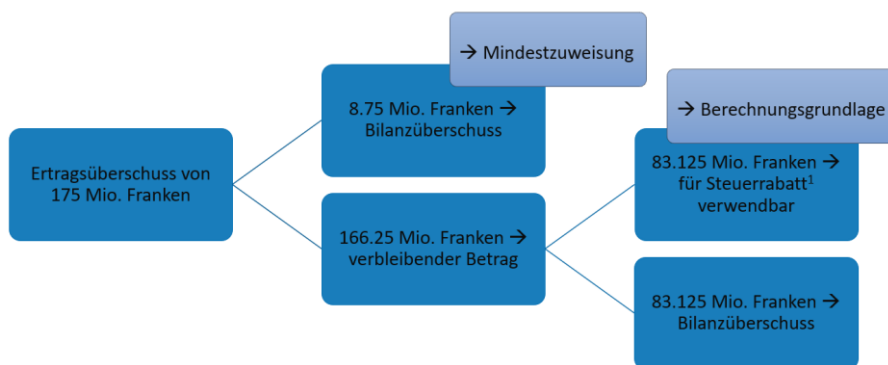 → Mindestzuweisung
8.75 Mio. Franken →
Bilanzüberschuss
→ Berechnungsgrundlage
Ertragsüberschuss von
175 Mio. Franken
83.125 Mio. Franken →
für Steuerrabatt¹
verwendbar
166.25 Mio. Franken →
verbleibender Betrag
83.125 Mio. Franken →
Bilanzüberschuss